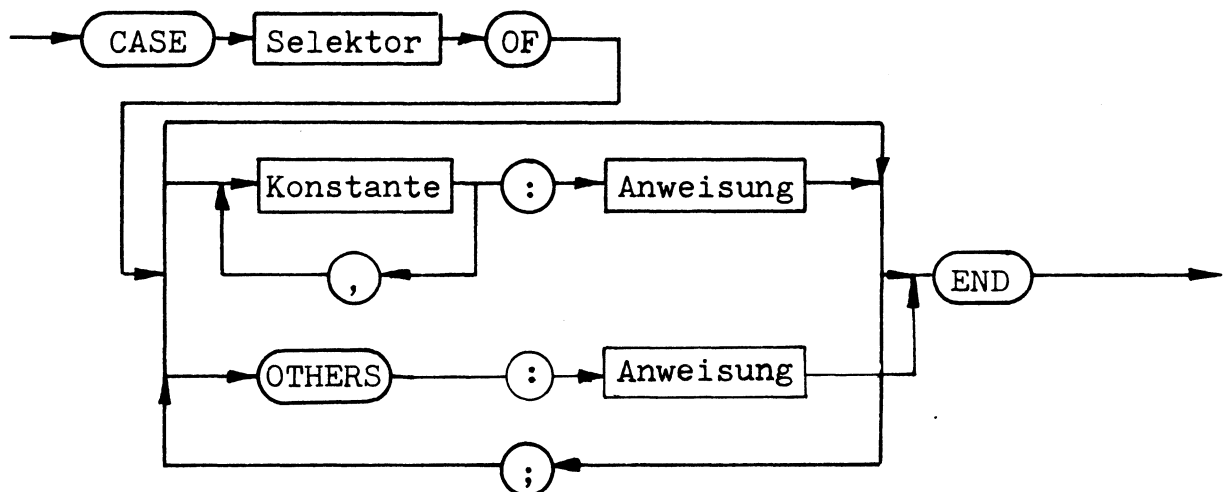 CASE Selektor OF
Konstante : Anweisung
,
END
OTHERS : Anweisung
;